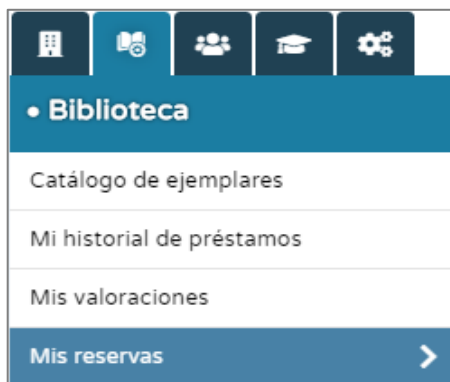 • Biblioteca
Catálogo de ejemplares
Mi historial de préstamos
Mis valoraciones
Mis reservas